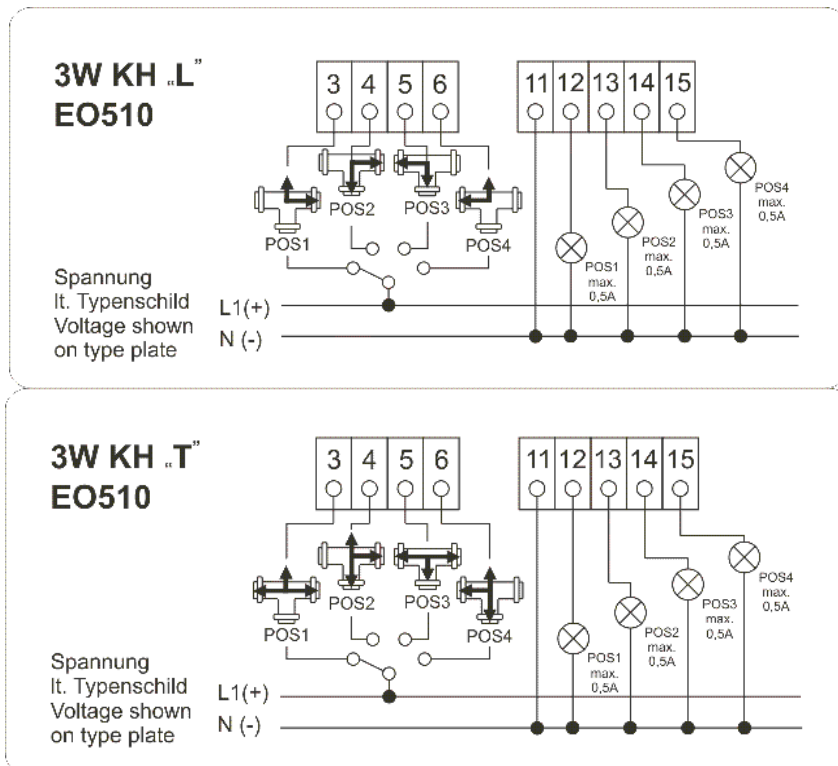 3W KH „L”
EO510
3 4 5 6
11 12 13 14 15
POS1
POS2
POS3
POS4
POS1
max.
0,5A
POS2
max.
0,5A
POS3
max.
0,5A
POS4
max.
0,5A
Spannung
lt. Typenschild
Voltage shown
on type plate
L1(+)
N (-)
3W KH „T”
EO510
3 4 5 6
11 12 13 14 15
POS1
POS2
POS3
POS4
POS1
max.
0,5A
POS2
max.
0,5A
POS3
max.
0,5A
POS4
max.
0,5A
Spannung
lt. Typenschild
Voltage shown
on type plate
L1(+)
N (-)